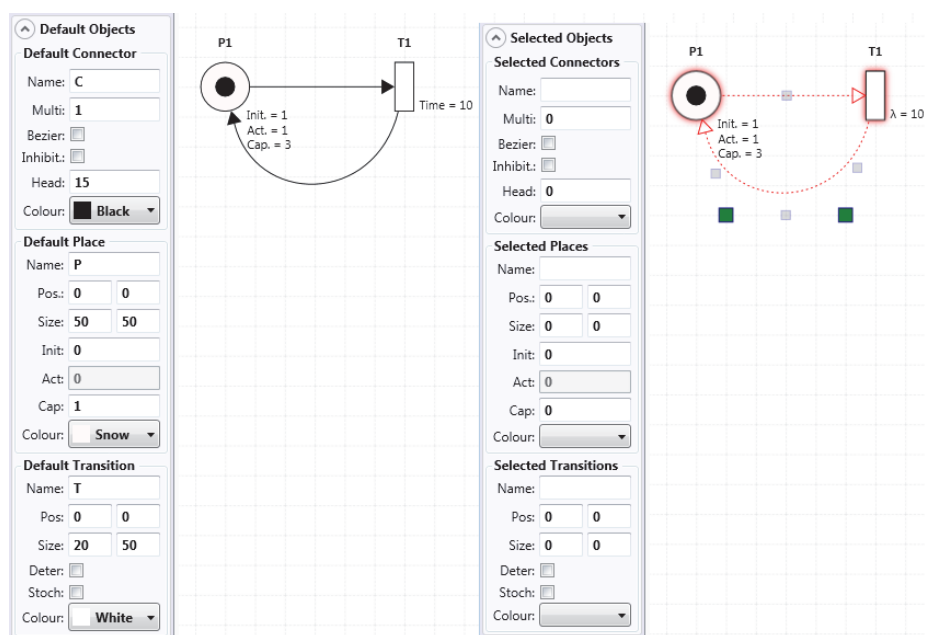 Default Objects
Default Connector
Name: C
Multi: 1
Bezier:
Inhibit.:
Head: 15
Colour: Black
Default Place
Name: P
Pos.: 0 0
Size: 50 50
Init: 0
Act: 0
Cap: 1
Colour: Snow
Default Transition
Name: T
Pos: 0 0
Size: 20 50
Deter:
Stoch:
Colour: White
P1
T1
Time = 10
Init. = 1
Act. = 1
Cap. = 3
Selected Objects
Selected Connectors
Name:
Multi: 0
Bezier:
Inhibit.:
Head: 0
Colour:
Selected Places
Name:
Pos.: 0 0
Size: 0 0
Init: 0
Act: 0
Cap: 0
Colour:
Selected Transitions
Name:
Pos: 0 0
Size: 0 0
Deter:
Stoch:
Colour:
P1
T1
λ = 10
Init. = 1
Act. = 1
Cap. = 3